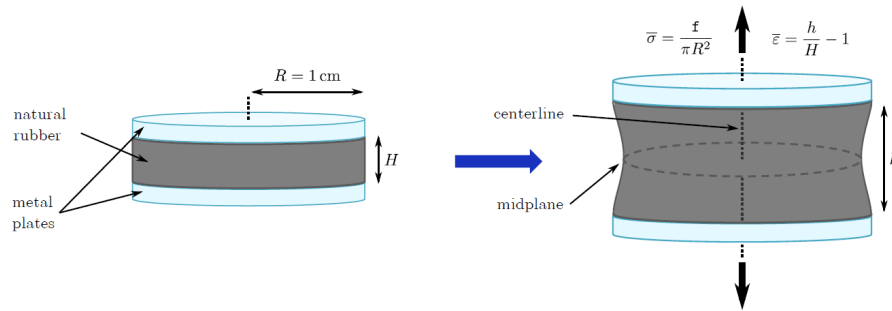 σ̅ = f / πR²
ε̅ = h/H − 1
R = 1 cm
natural
rubber
H
metal
plates
centerline
midplane